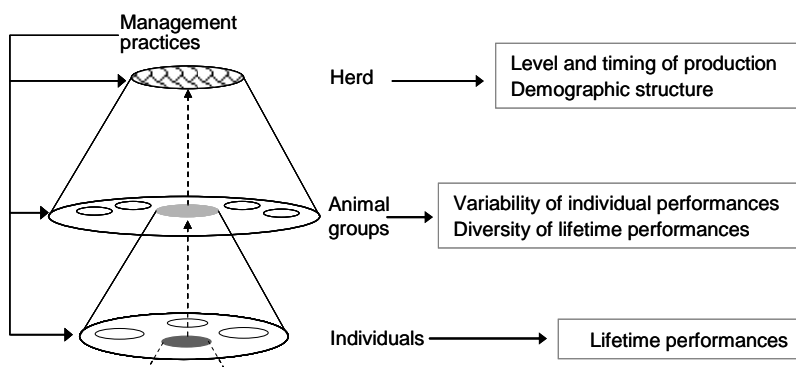 Management
practices
Herd
Level and timing of production
Demographic structure
Animal
groups
Variability of individual performances
Diversity of lifetime performances
Individuals
Lifetime performances